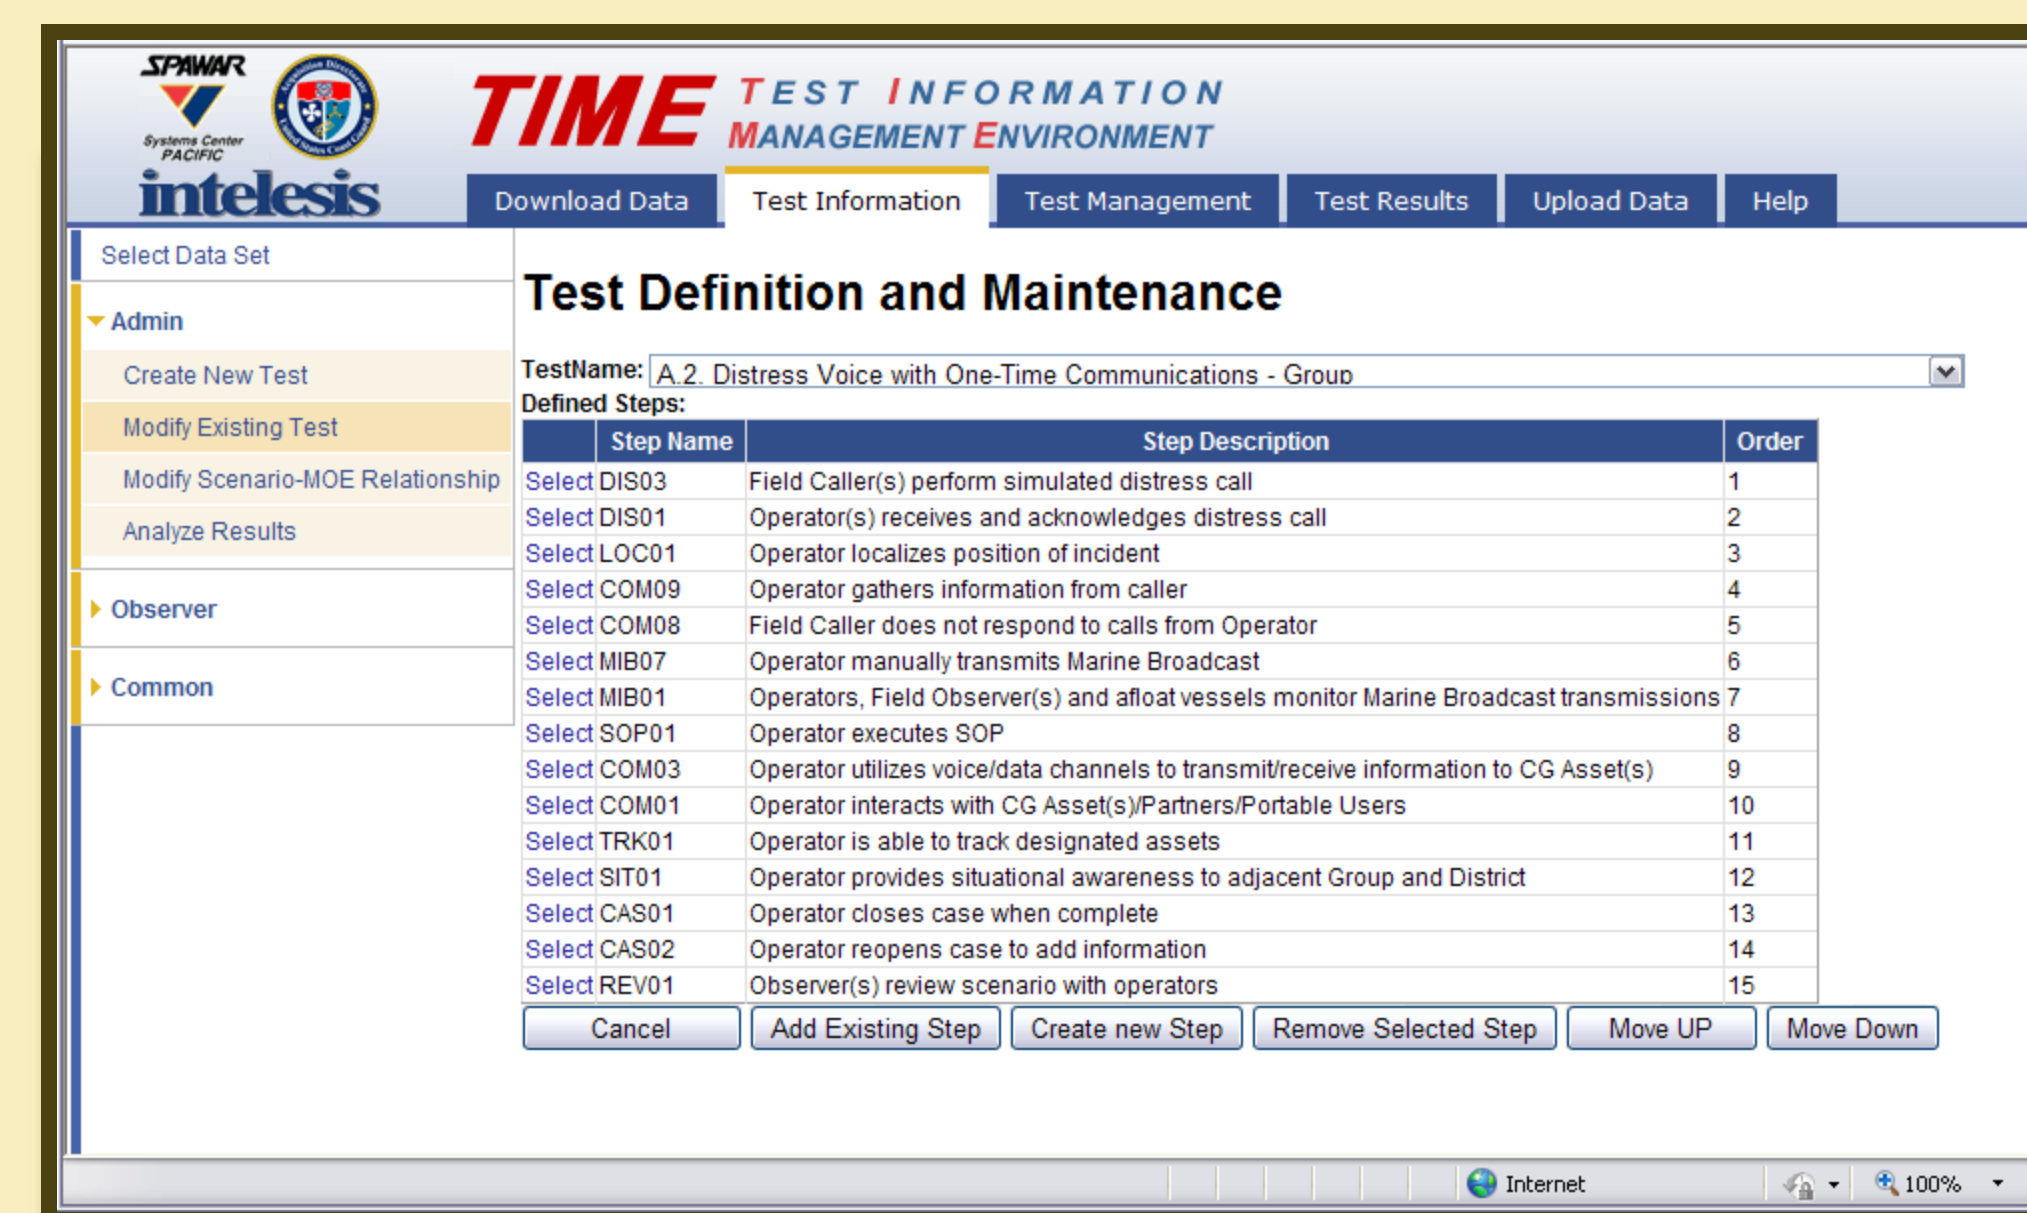 SPAWAR
Systems Center
PACIFIC
intelesis
TIME TEST INFORMATION
MANAGEMENT ENVIRONMENT
Download Data Test Information Test Management Test Results Upload Data Help
Select Data Set
Admin
Create New Test
Modify Existing Test
Modify Scenario-MOE Relationship
Analyze Results
Observer
Common
Test Definition and Maintenance
TestName: A.2. Distress Voice with One-Time Communications - Group
Defined Steps:
Step Name Step Description Order
Select DIS03 Field Caller(s) perform simulated distress call 1
Select DIS01 Operator(s) receives and acknowledges distress call 2
Select LOC01 Operator localizes position of incident 3
Select COM09 Operator gathers information from caller 4
Select COM08 Field Caller does not respond to calls from Operator 5
Select MIB07 Operator manually transmits Marine Broadcast 6
Select MIB01 Operators, Field Observer(s) and afloat vessels monitor Marine Broadcast transmissions 7
Select SOP01 Operator executes SOP 8
Select COM03 Operator utilizes voice/data channels to transmit/receive information to CG Asset(s) 9
Select COM01 Operator interacts with CG Asset(s)/Partners/Portable Users 10
Select TRK01 Operator is able to track designated assets 11
Select SIT01 Operator provides situational awareness to adjacent Group and District 12
Select CAS01 Operator closes case when complete 13
Select CAS02 Operator reopens case to add information 14
Select REV01 Observer(s) review scenario with operators 15
Cancel Add Existing Step Create new Step Remove Selected Step Move UP Move Down
Internet 100%